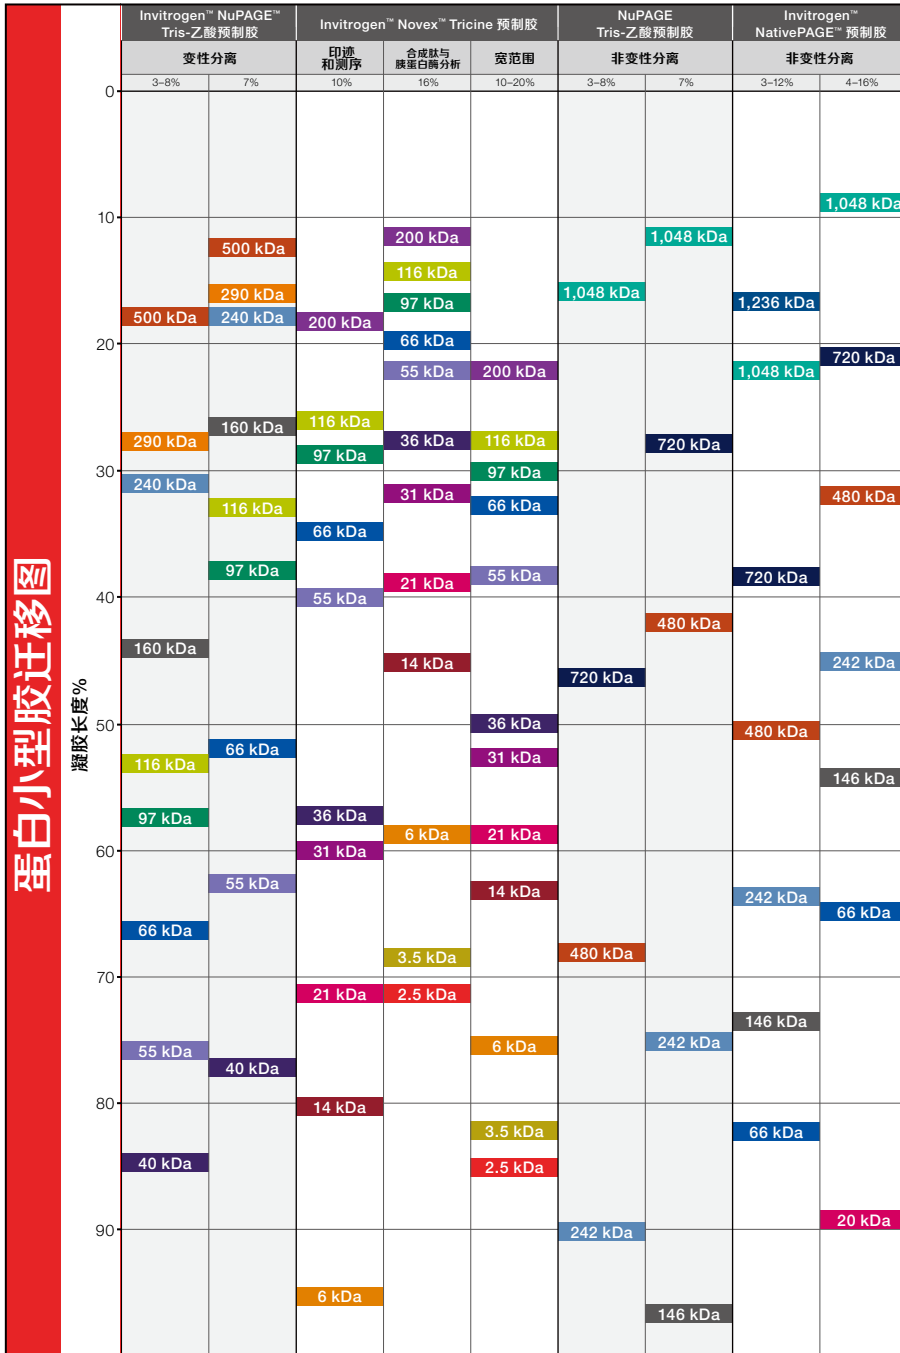 Invitrogen™ NuPAGE™
Tris-乙酸预制胶
Invitrogen™ Novex™ Tricine 预制胶
NuPAGE
Tris-乙酸预制胶
Invitrogen™
NativePAGE™ 预制胶
变性分离
印迹
和测序
合成肽与
胰蛋白酶分析
宽范围
非变性分离
非变性分离
3–8%
7%
10%
16%
10–20%
3–8%
7%
3–12%
4–16%
蛋白小型胶迁移图
凝胶长度%
0
10
20
30
40
50
60
70
80
90
500 kDa
290 kDa
240 kDa
160 kDa
116 kDa
97 kDa
66 kDa
55 kDa
40 kDa
500 kDa
290 kDa
240 kDa
160 kDa
116 kDa
97 kDa
66 kDa
55 kDa
40 kDa
200 kDa
116 kDa
97 kDa
66 kDa
55 kDa
36 kDa
31 kDa
21 kDa
14 kDa
6 kDa
200 kDa
116 kDa
97 kDa
66 kDa
55 kDa
36 kDa
31 kDa
21 kDa
14 kDa
6 kDa
3.5 kDa
2.5 kDa
200 kDa
116 kDa
97 kDa
66 kDa
55 kDa
36 kDa
31 kDa
21 kDa
14 kDa
6 kDa
3.5 kDa
2.5 kDa
1,048 kDa
720 kDa
480 kDa
242 kDa
1,048 kDa
720 kDa
480 kDa
242 kDa
146 kDa
1,236 kDa
1,048 kDa
720 kDa
480 kDa
242 kDa
146 kDa
66 kDa
1,048 kDa
720 kDa
480 kDa
242 kDa
146 kDa
66 kDa
20 kDa